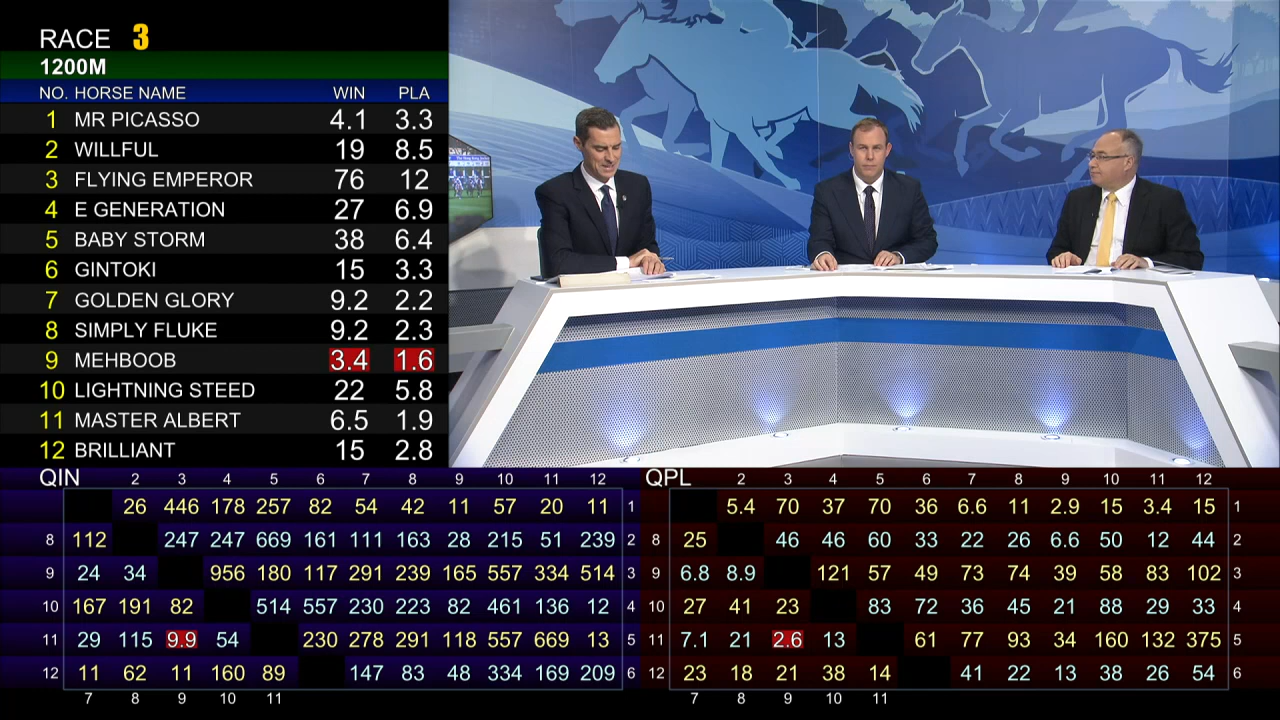 RACE 3
1200M
NO. HORSE NAME WIN PLA
1 MR PICASSO 4.1 3.3
2 WILLFUL 19 8.5
3 FLYING EMPEROR 76 12
4 E GENERATION 27 6.9
5 BABY STORM 38 6.4
6 GINTOKI 15 3.3
7 GOLDEN GLORY 9.2 2.2
8 SIMPLY FLUKE 9.2 2.3
9 MEHBOOB 3.4 1.6
10 LIGHTNING STEED 22 5.8
11 MASTER ALBERT 6.5 1.9
12 BRILLIANT 15 2.8
QIN 2 3 4 5 6 7 8 9 10 11 12
26 446 178 257 82 54 42 11 57 20 11 1
8 112 247 247 669 161 111 163 28 215 51 239 2
9 24 34 956 180 117 291 239 165 557 334 514 3
10 167 191 82 514 557 230 223 82 461 136 12 4
11 29 115 9.9 54 230 278 291 118 557 669 13 5
12 11 62 11 160 89 147 83 48 334 169 209 6
7 8 9 10 11
QPL 2 3 4 5 6 7 8 9 10 11 12
5.4 70 37 70 36 6.6 11 2.9 15 3.4 15 1
8 25 46 46 60 33 22 26 6.6 50 12 44 2
9 6.8 8.9 121 57 49 73 74 39 58 83 102 3
10 27 41 23 83 72 36 45 21 88 29 33 4
11 7.1 21 2.6 13 61 77 93 34 160 132 375 5
12 23 18 21 38 14 41 22 13 38 26 54 6
7 8 9 10 11